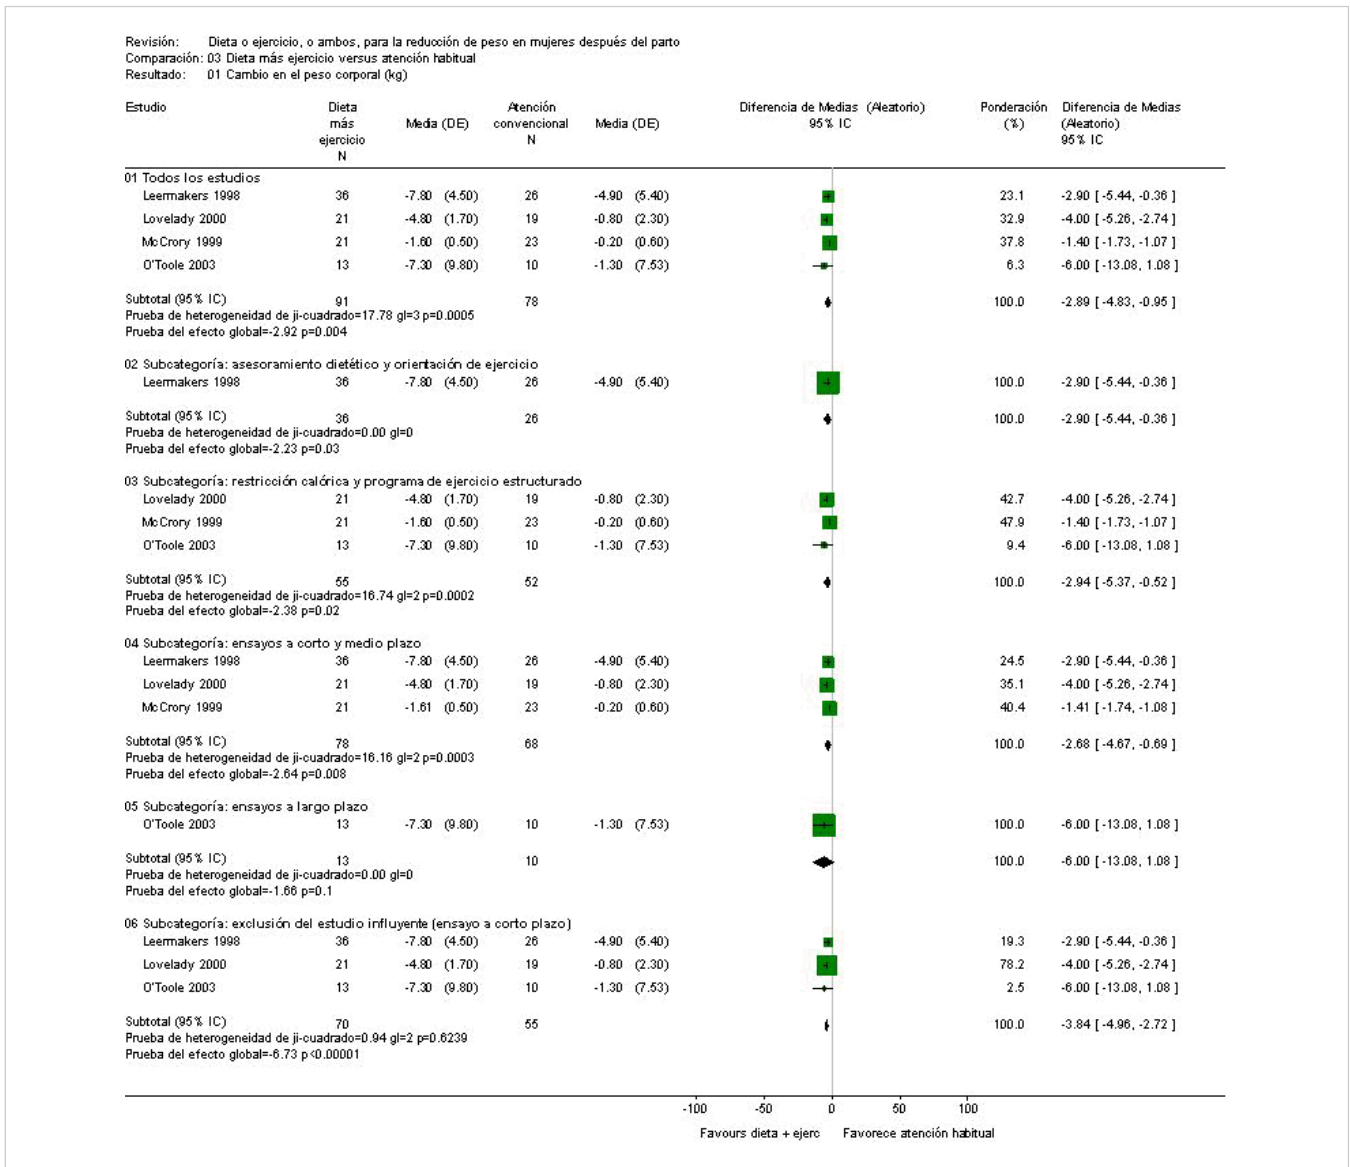 Revisión: Dieta o ejercicio, o ambos, para la reducción de peso en mujeres después del parto
Comparación: 03 Dieta más ejercicio versus atención habitual
Resultado: 01 Cambio en el peso corporal (kg)
Estudio Dieta Atención Diferencia de Medias (Aleatorio) Ponderación Diferencia de Medias
más Media (DE) convencional Media (DE) 95 % IC (%) (Aleatorio)
ejercicio N 95 % IC
N
01 Todos los estudios
Leermakers 1998 36 -7.80 (4.50) 26 -4.90 (5.40) 23.1 -2.90 [ -5.44, -0.36 ]
Lovelady 2000 21 -4.80 (1.70) 19 -0.80 (2.30) 32.9 -4.00 [ -5.26, -2.74 ]
McCrory 1999 21 -1.60 (0.50) 23 -0.20 (0.60) 37.8 -1.40 [ -1.73, -1.07 ]
O'Toole 2003 13 -7.30 (9.80) 10 -1.30 (7.53) 6.3 -6.00 [ -13.08, 1.08 ]
Subtotal (95 % IC) 91 78 100.0 -2.89 [ -4.83, -0.95 ]
Prueba de heterogeneidad de ji-cuadrado=17.78 gl=3 p=0.0005
Prueba del efecto global=-2.92 p=0.004
02 Subcategoría: asesoramiento dietético y orientación de ejercicio
Leermakers 1998 36 -7.80 (4.50) 26 -4.90 (5.40) 100.0 -2.90 [ -5.44, -0.36 ]
Subtotal (95 % IC) 36 26 100.0 -2.90 [ -5.44, -0.36 ]
Prueba de heterogeneidad de ji-cuadrado=0.00 gl=0
Prueba del efecto global=-2.23 p=0.03
03 Subcategoría: restricción calórica y programa de ejercicio estructurado
Lovelady 2000 21 -4.80 (1.70) 19 -0.80 (2.30) 42.7 -4.00 [ -5.26, -2.74 ]
McCrory 1999 21 -1.60 (0.50) 23 -0.20 (0.60) 47.9 -1.40 [ -1.73, -1.07 ]
O'Toole 2003 13 -7.30 (9.80) 10 -1.30 (7.53) 9.4 -6.00 [ -13.08, 1.08 ]
Subtotal (95 % IC) 55 52 100.0 -2.94 [ -5.37, -0.52 ]
Prueba de heterogeneidad de ji-cuadrado=16.74 gl=2 p=0.0002
Prueba del efecto global=-2.38 p=0.02
04 Subcategoría: ensayos a corto y medio plazo
Leermakers 1998 36 -7.80 (4.50) 26 -4.90 (5.40) 24.5 -2.90 [ -5.44, -0.36 ]
Lovelady 2000 21 -4.80 (1.70) 19 -0.80 (2.30) 35.1 -4.00 [ -5.26, -2.74 ]
McCrory 1999 21 -1.61 (0.50) 23 -0.20 (0.60) 40.4 -1.41 [ -1.74, -1.08 ]
Subtotal (95 % IC) 78 68 100.0 -2.68 [ -4.67, -0.69 ]
Prueba de heterogeneidad de ji-cuadrado=16.16 gl=2 p=0.0003
Prueba del efecto global=-2.64 p=0.008
05 Subcategoría: ensayos a largo plazo
O'Toole 2003 13 -7.30 (9.80) 10 -1.30 (7.53) 100.0 -6.00 [ -13.08, 1.08 ]
Subtotal (95 % IC) 13 10 100.0 -6.00 [ -13.08, 1.08 ]
Prueba de heterogeneidad de ji-cuadrado=0.00 gl=0
Prueba del efecto global=-1.66 p=0.1
06 Subcategoría: exclusión del estudio influyente (ensayo a corto plazo)
Leermakers 1998 36 -7.80 (4.50) 26 -4.90 (5.40) 19.3 -2.90 [ -5.44, -0.36 ]
Lovelady 2000 21 -4.80 (1.70) 19 -0.80 (2.30) 78.2 -4.00 [ -5.26, -2.74 ]
O'Toole 2003 13 -7.30 (9.80) 10 -1.30 (7.53) 2.5 -6.00 [ -13.08, 1.08 ]
Subtotal (95 % IC) 70 55 100.0 -3.84 [ -4.96, -2.72 ]
Prueba de heterogeneidad de ji-cuadrado=0.94 gl=2 p=0.6239
Prueba del efecto global=-6.73 p<0.00001
-100 -50 0 50 100
Favours dieta + ejerc Favorece atención habitual